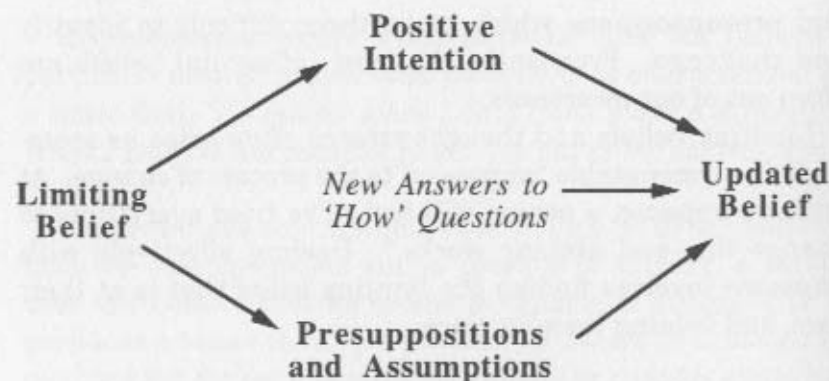 Positive
Intention
Limiting
Belief
New Answers to
'How' Questions
Updated
Belief
Presuppositions
and Assumptions